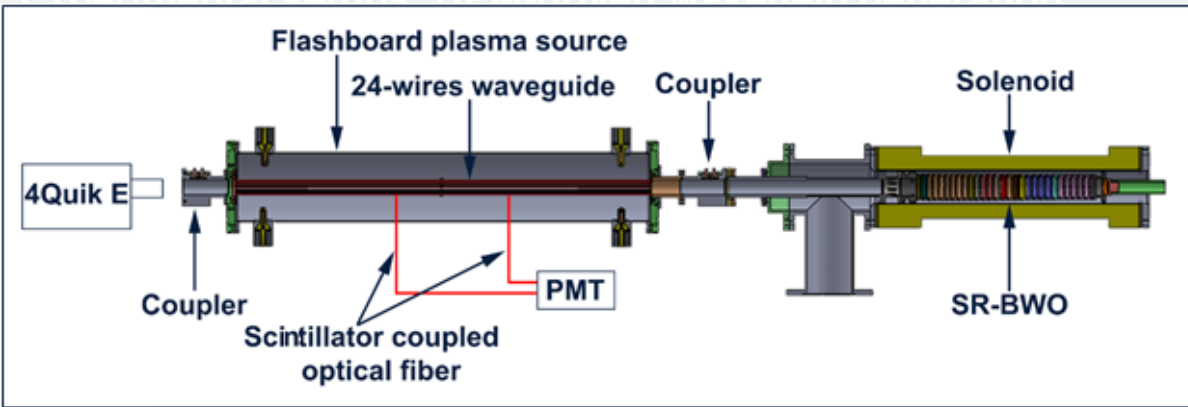 Flashboard plasma source
24-wires waveguide
Coupler
Solenoid
4Quik E
PMT
Coupler
Scintillator coupled
optical fiber
SR-BWO